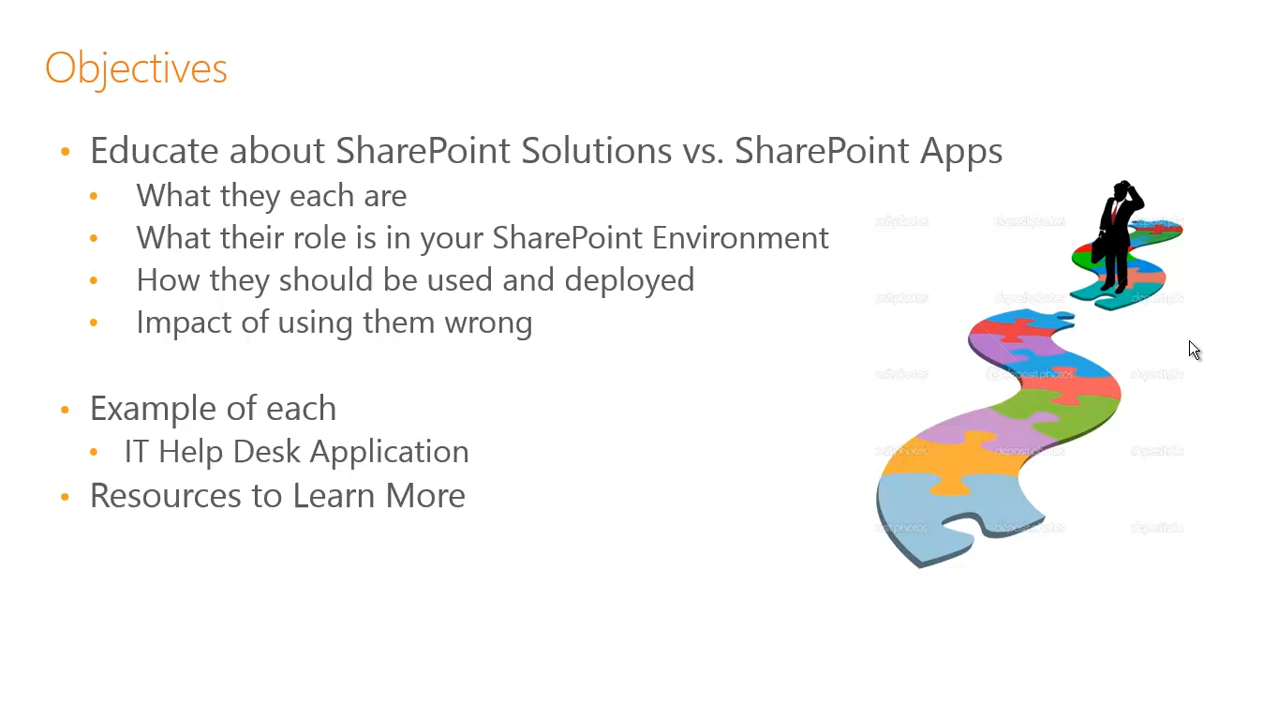 Objectives
• Educate about SharePoint Solutions vs. SharePoint Apps
• What they each are
• What their role is in your SharePoint Environment
• How they should be used and deployed
• Impact of using them wrong
• Example of each
• IT Help Desk Application
• Resources to Learn More